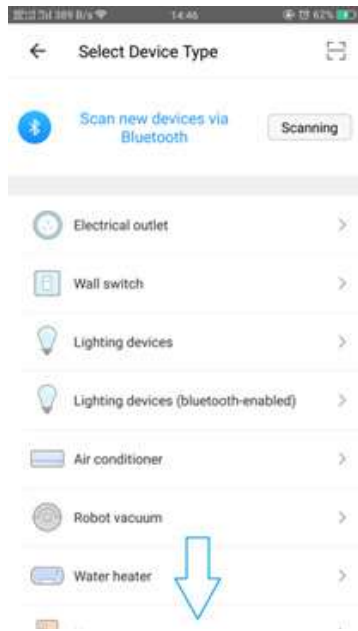 389 B/s
14:46
62%
Select Device Type
Scan new devices via
Bluetooth
Scanning
Electrical outlet
Wall switch
Lighting devices
Lighting devices (bluetooth-enabled)
Air conditioner
Robot vacuum
Water heater